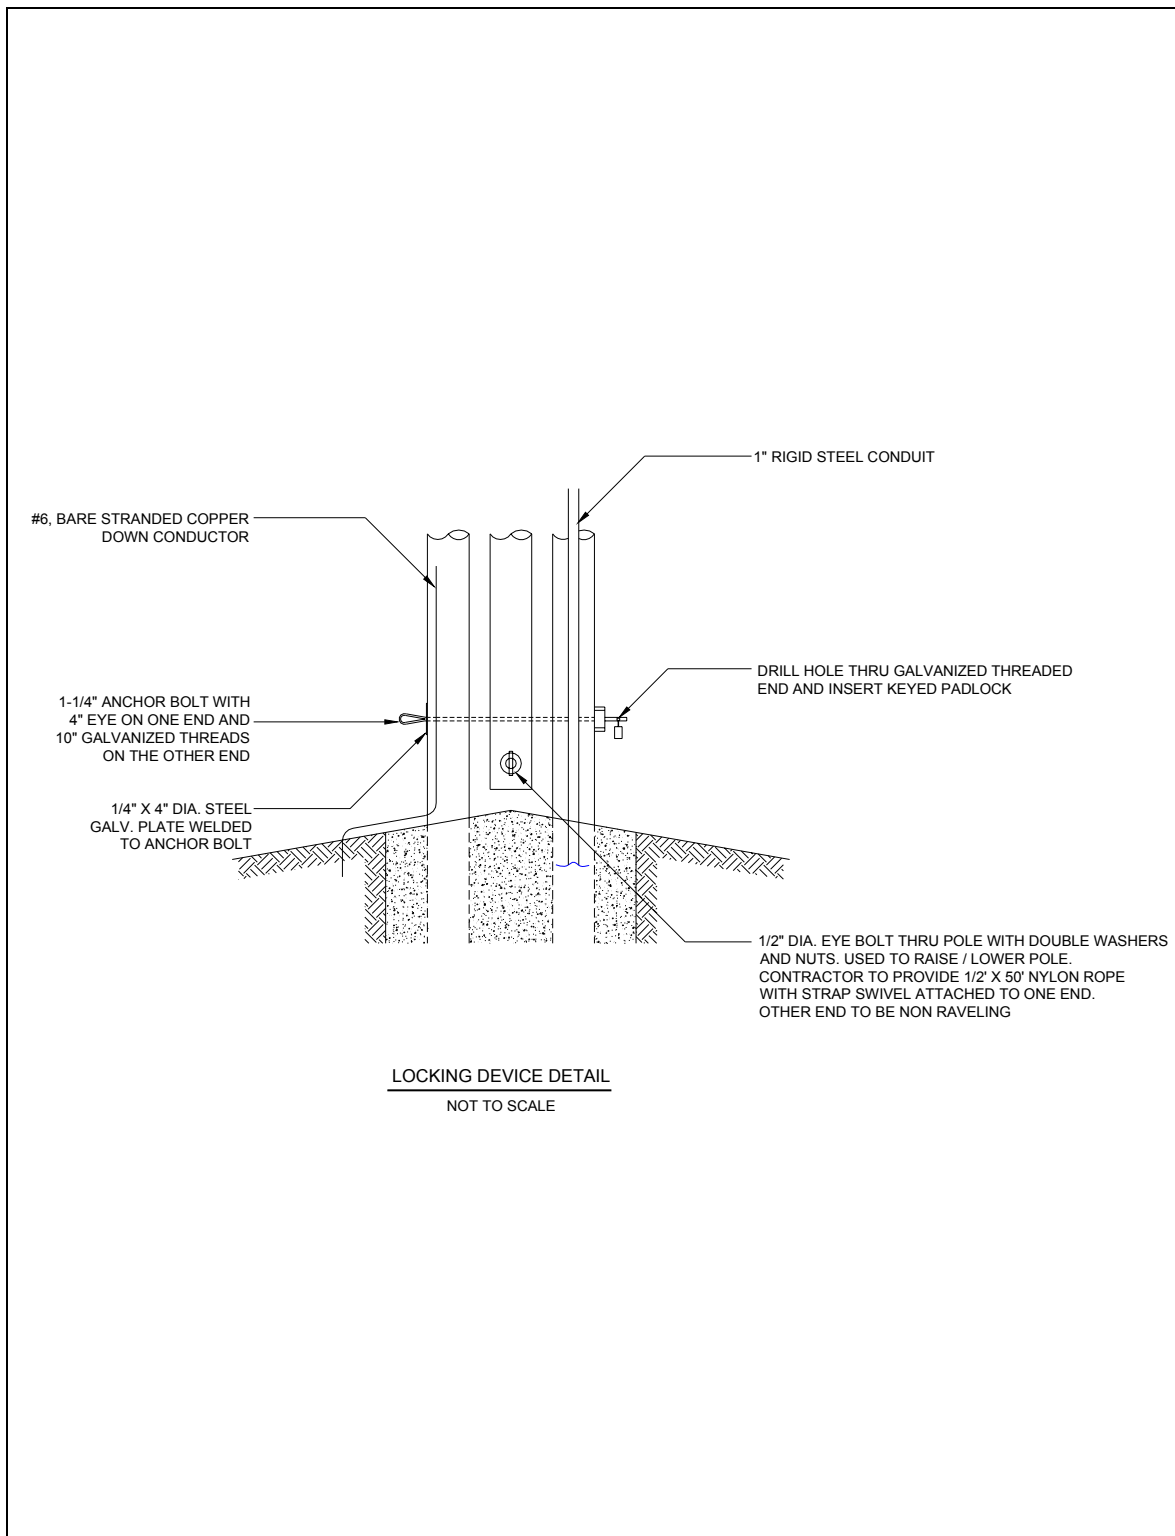 1" RIGID STEEL CONDUIT
#6, BARE STRANDED COPPER
DOWN CONDUCTOR
DRILL HOLE THRU GALVANIZED THREADED
END AND INSERT KEYED PADLOCK
1-1/4" ANCHOR BOLT WITH
4" EYE ON ONE END AND
10" GALVANIZED THREADS
ON THE OTHER END
1/4" X 4" DIA. STEEL
GALV. PLATE WELDED
TO ANCHOR BOLT
1/2" DIA. EYE BOLT THRU POLE WITH DOUBLE WASHERS
AND NUTS. USED TO RAISE / LOWER POLE.
CONTRACTOR TO PROVIDE 1/2' X 50' NYLON ROPE
WITH STRAP SWIVEL ATTACHED TO ONE END.
OTHER END TO BE NON RAVELING
LOCKING DEVICE DETAIL
NOT TO SCALE